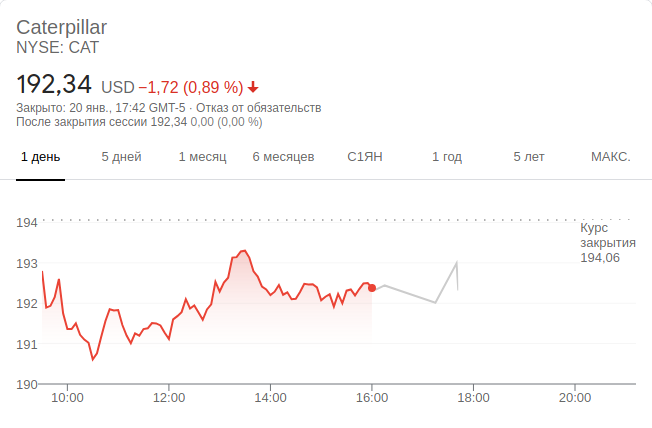 Caterpillar
NYSE: CAT
192,34 USD −1,72 (0,89 %)
Закрыто: 20 янв., 17:42 GMT-5 · Отказ от обязательств
После закрытия сессии 192,34 0,00 (0,00 %)
1 день 5 дней 1 месяц 6 месяцев С1ЯН 1 год 5 лет МАКС.
194
Курс
закрытия
194,06
193
192
191
190
10:00 12:00 14:00 16:00 18:00 20:00